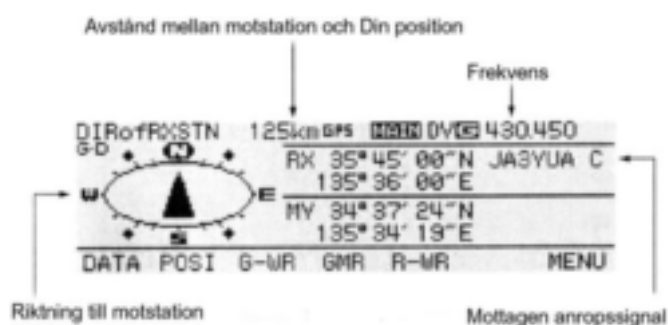 Avstånd mellan motstation och Din position
Frekvens
DIRofRXSTN 125km GPS MAIN DV G 430.450
G-D N
RX 35° 45′ 00″N JA3YUA C
135° 36′ 00″E
W E
MY 34° 37′ 24″N
135° 34′ 19″E
S
DATA POSI G-WR GMR R-WR MENU
Riktning till motstation
Mottagen anropssignal